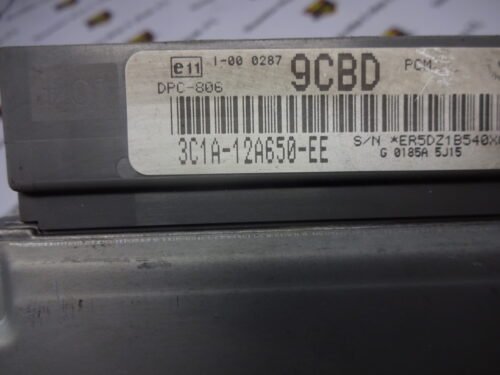 e11 I-00 0287 9CBD PCM
DPC-806
3C1A-12A650-EE S/N *ER5DZ1B540X
G 0185A 5J15